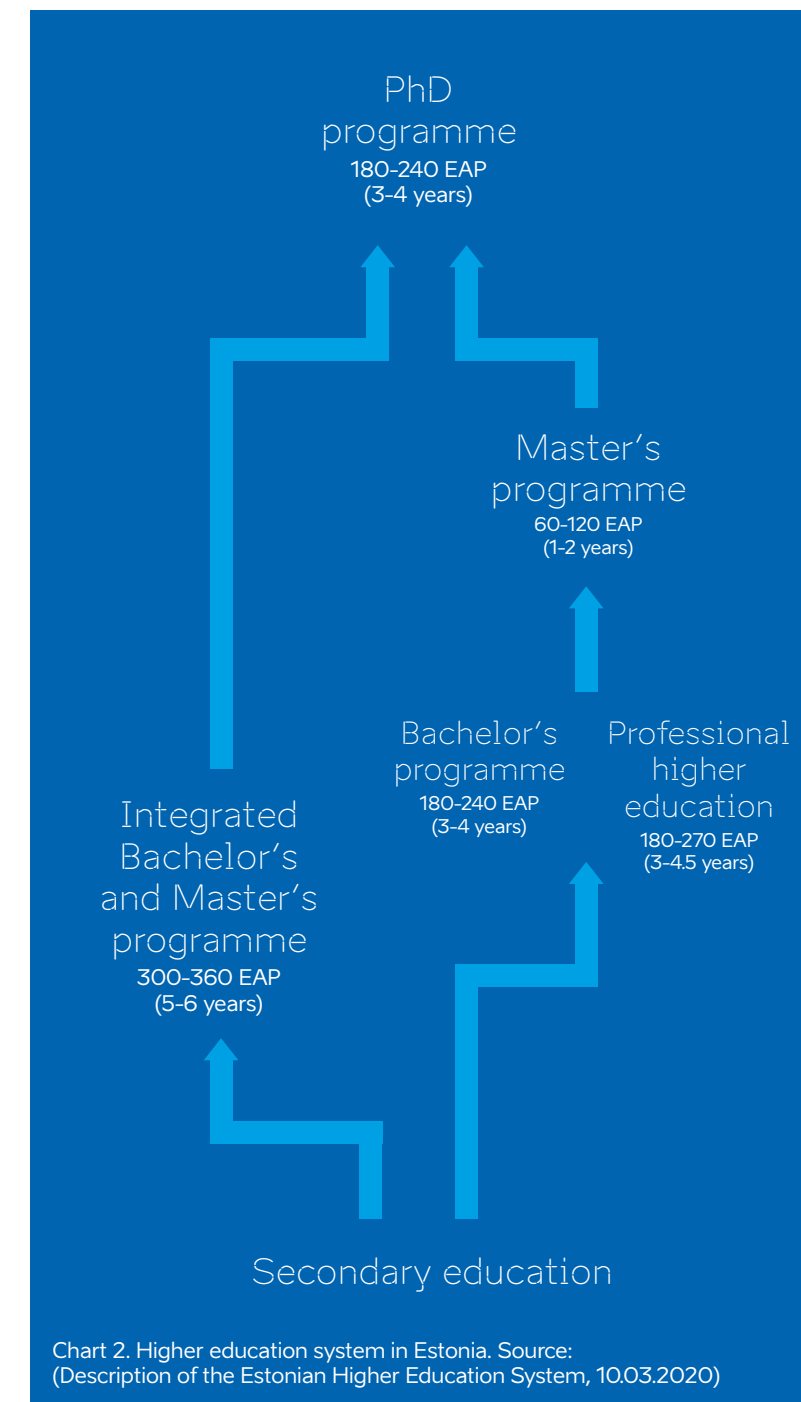 PhD
programme
180-240 EAP
(3-4 years)
Master's
programme
60-120 EAP
(1-2 years)
Bachelor's
programme
180-240 EAP
(3-4 years)
Professional
higher
education
180-270 EAP
(3-4.5 years)
Integrated
Bachelor's
and Master's
programme
300-360 EAP
(5-6 years)
Secondary education
Chart 2. Higher education system in Estonia. Source:
(Description of the Estonian Higher Education System, 10.03.2020)